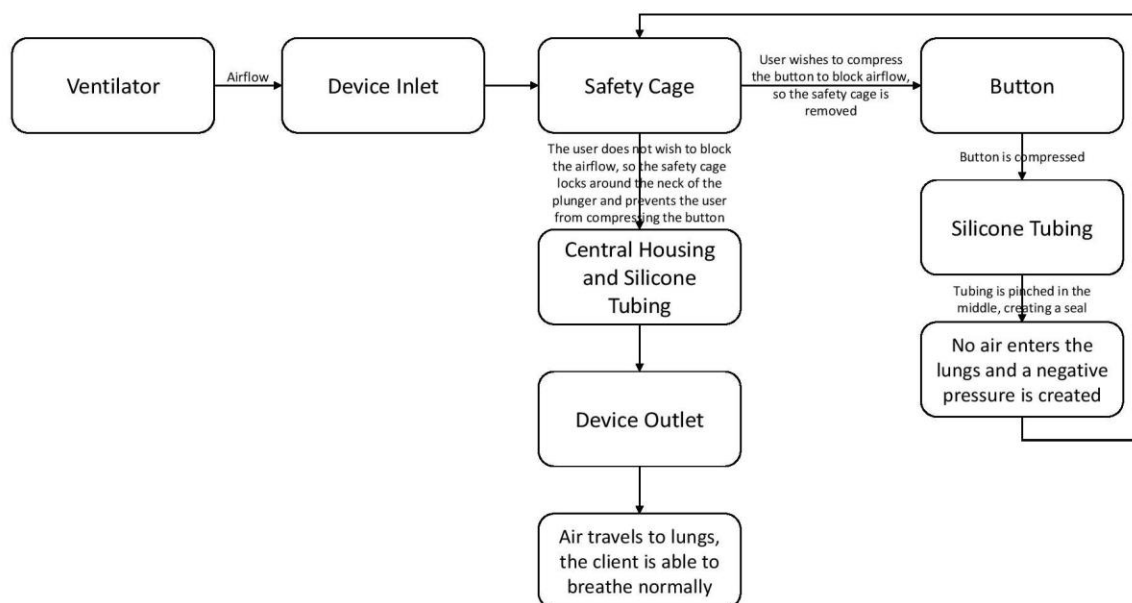 Ventilator
Airflow
Device Inlet
Safety Cage
User wishes to compress
the button to block airflow,
so the safety cage is
removed
Button
The user does not wish to block
the airflow, so the safety cage
locks around the neck of the
plunger and prevents the user
from compressing the button
Button is compressed
Central Housing
and Silicone
Tubing
Silicone Tubing
Tubing is pinched in the
middle, creating a seal
No air enters the
lungs and a negative
pressure is created
Device Outlet
Air travels to lungs,
the client is able to
breathe normally